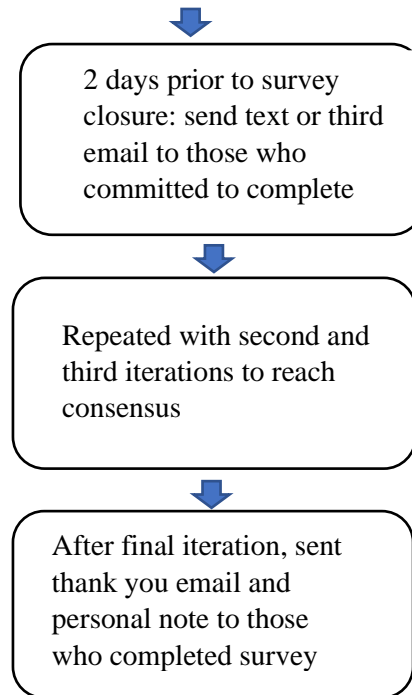 2 days prior to survey
closure: send text or third
email to those who
committed to complete
Repeated with second and
third iterations to reach
consensus
After final iteration, sent
thank you email and
personal note to those
who completed survey